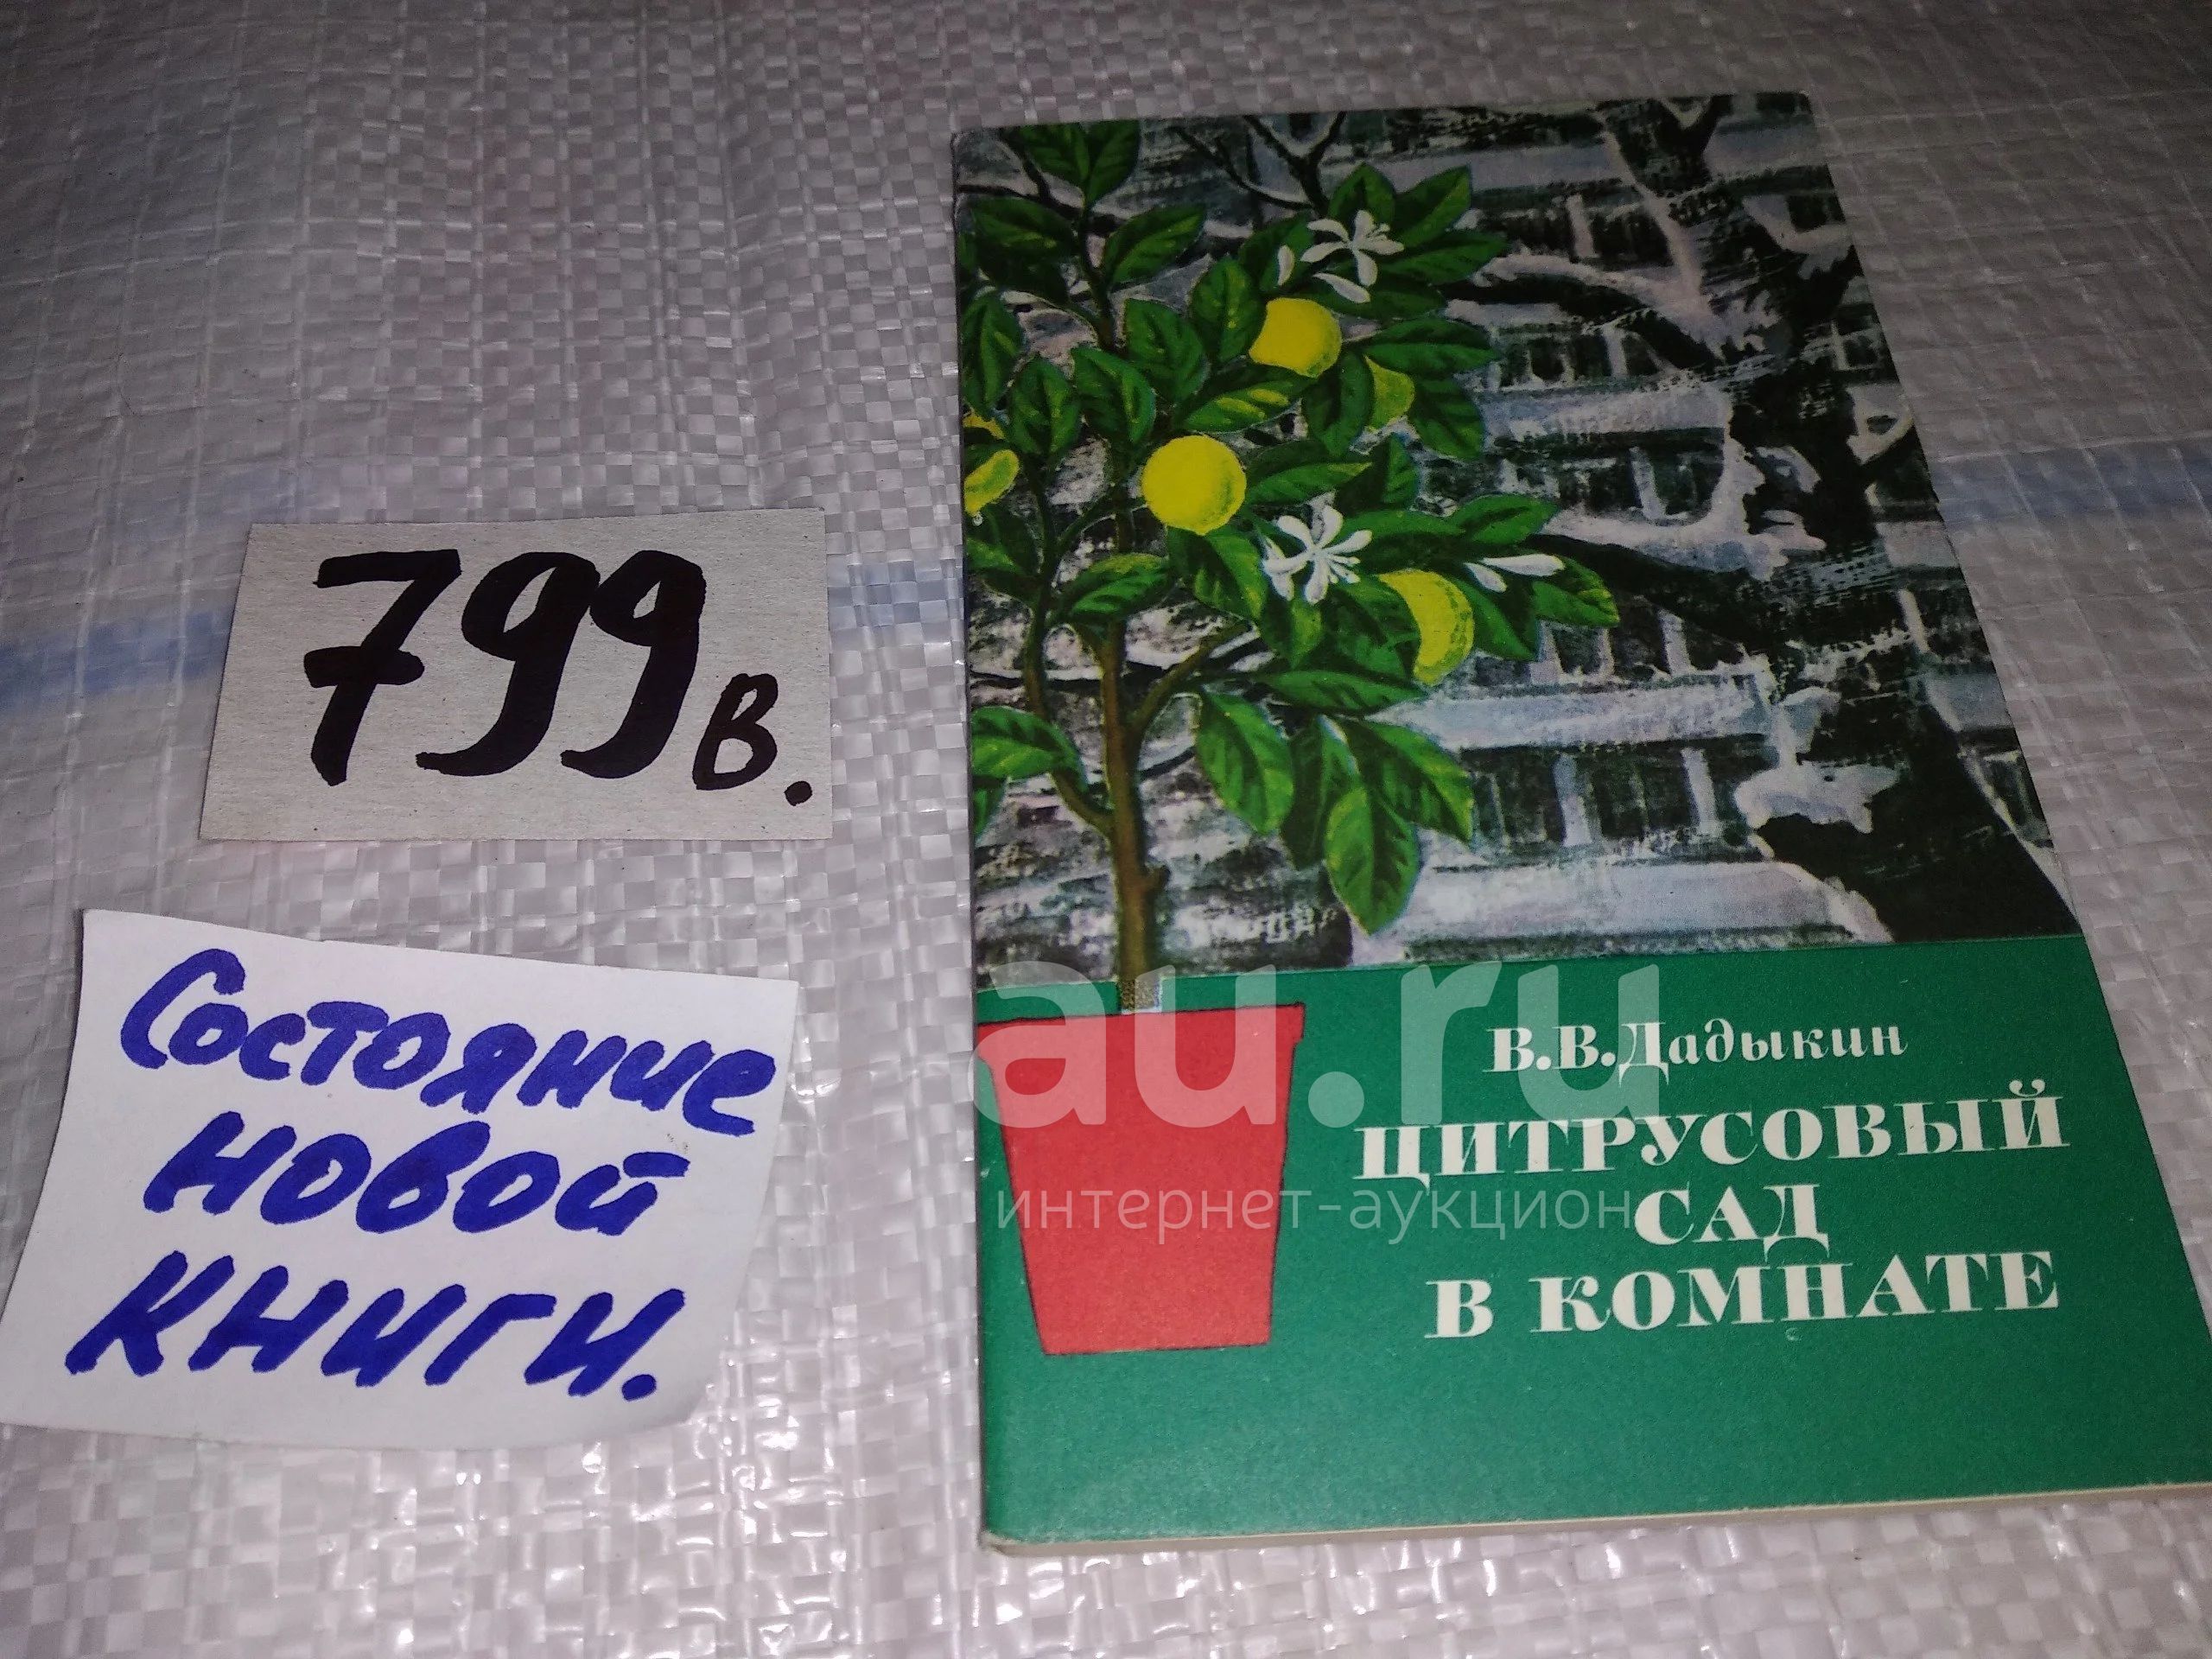 799в.
Состояние
новой
книги.
В.В.Дадыкин
ЦИТРУСОВЫЙ
САД
В КОМНАТЕ
au.ru
интернет-аукцион